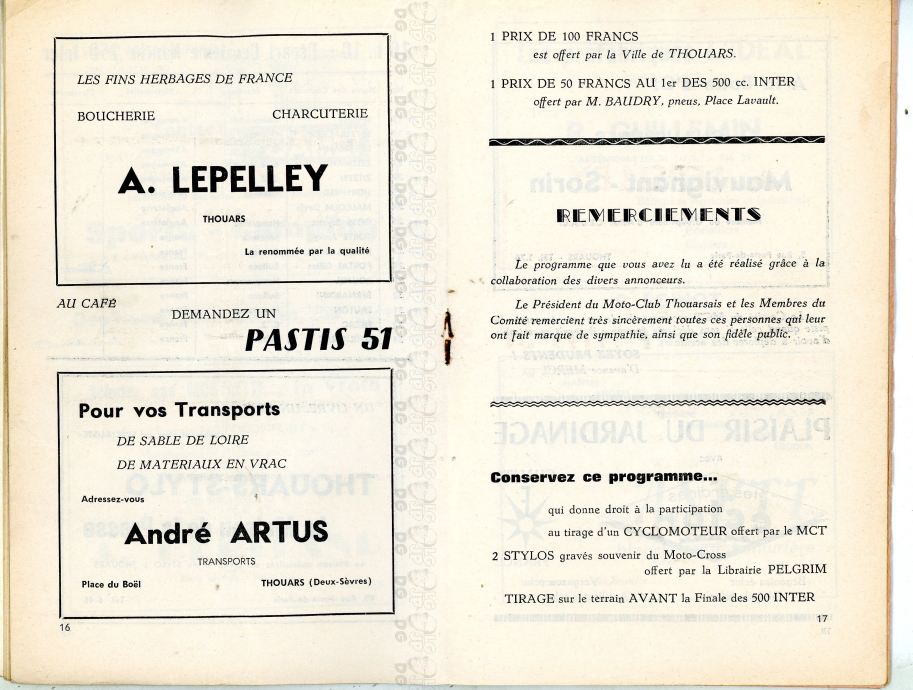 LES FINS HERBAGES DE FRANCE
BOUCHERIE CHARCUTERIE
A. LEPELLEY
THOUARS
La renommée par la qualité
AU CAFÉ
DEMANDEZ UN
PASTIS 51
Pour vos Transports
DE SABLE DE LOIRE
DE MATERIAUX EN VRAC
Adressez-vous
André ARTUS
TRANSPORTS
Place du Boël THOUARS (Deux-Sèvres)
16
1 PRIX DE 100 FRANCS
est offert par la Ville de THOUARS.
1 PRIX DE 50 FRANCS AU 1er DES 500 cc. INTER
offert par M. BAUDRY, pneus, Place Lavault.
REMERCIEMENTS
Le programme que vous avez lu a été réalisé grâce à la
collaboration des divers annonceurs.
Le Président du Moto-Club Thouarsais et les Membres du
Comité remercient très sincèrement toutes ces personnes qui leur
ont fait marque de sympathie, ainsi que son fidèle public.
Conservez ce programme...
qui donne droit à la participation
au tirage d'un CYCLOMOTEUR offert par le MCT
2 STYLOS gravés souvenir du Moto-Cross
offert par la Librairie PELGRIM
TIRAGE sur le terrain AVANT la Finale des 500 INTER
17